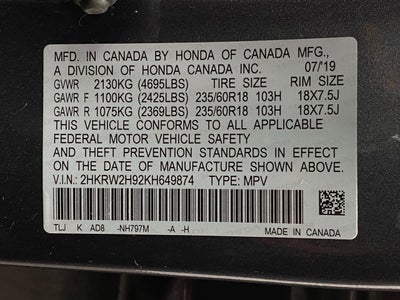 MFD. IN CANADA BY HONDA OF CANADA MFG.,
A DIVISION OF HONDA CANADA INC. 07/19
GVWR 2130KG (4695LBS) TIRE SIZE RIM SIZE
GAWR F 1100KG (2425LBS) 235/60R18 103H 18X7.5J
GAWR R 1075KG (2369LBS) 235/60R18 103H 18X7.5J
THIS VEHICLE CONFORMS TO ALL APPLICABLE
FEDERAL MOTOR VEHICLE SAFETY
AND THEFT PREVENTION STANDARDS IN EFFECT
ON THE DATE OF MANUFACTURE SHOWN ABOVE.
V.I.N: 2HKRW2H92KH649874 TYPE: MPV
TLJ K AD8 -NH797M -A -H MADE IN CANADA